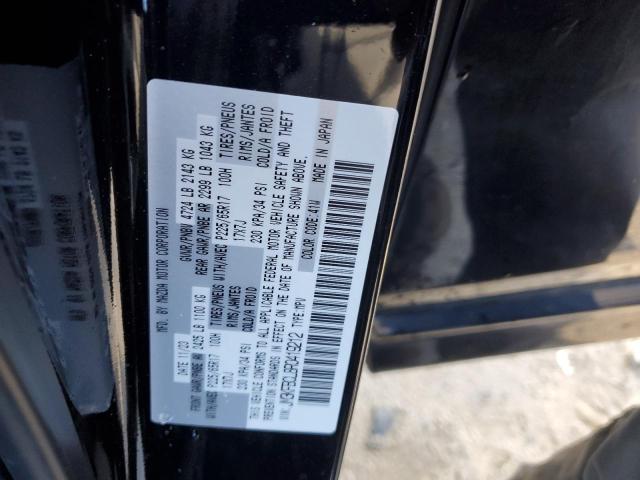 MFD. BY MAZDA MOTOR CORPORATION
DATE: 11/23 GVWR/PNBV 4724 LB 2143 KG
FRONT GAWR/PNBE AV 2425 LB 1100 KG REAR GAWR/PNBE AR 2299 LB 1043 KG
WITH/AVEC P225/65R17 100H TIRES/PNEUS WITH/AVEC P225/65R17 100H TIRES/PNEUS
17X7J RIMS/JANTES 17X7J RIMS/JANTES
230 KPA/34 PSI COLD/A FROID 230 KPA/34 PSI COLD/A FROID
THIS VEHICLE CONFORMS TO ALL APPLICABLE FEDERAL MOTOR VEHICLE SAFETY AND THEFT
STANDARDS IN EFFECT ON THE DATE OF MANUFACTURE SHOWN ABOVE.
TYPE: MPV COLOR CODE: 41W
MADE IN JAPAN